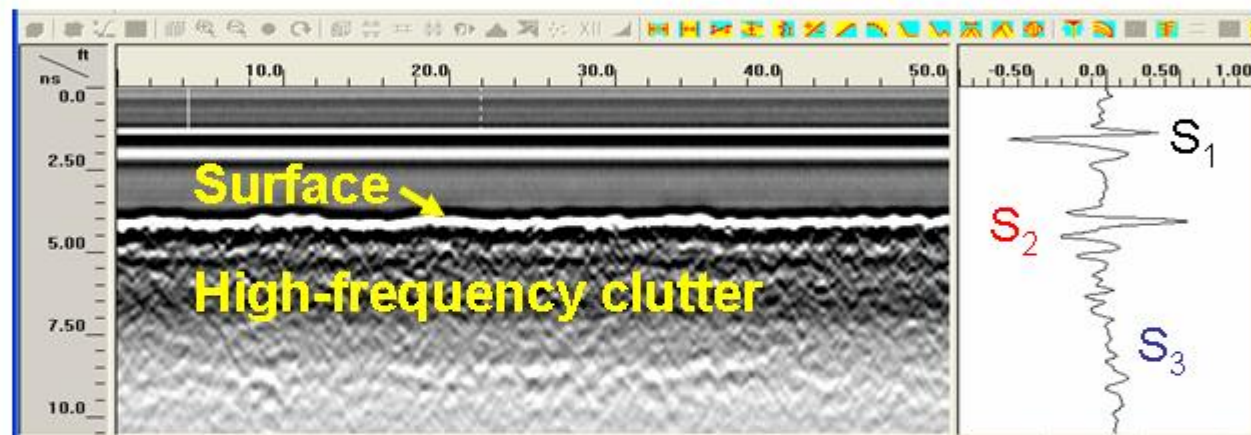 XII
ft
ns
10.0 20.0 30.0 40.0 50.0
-0.50 0.0 0.50 1.00
0.0
2.50
5.00
7.50
10.0
Surface
High-frequency clutter
S1
S2
S3